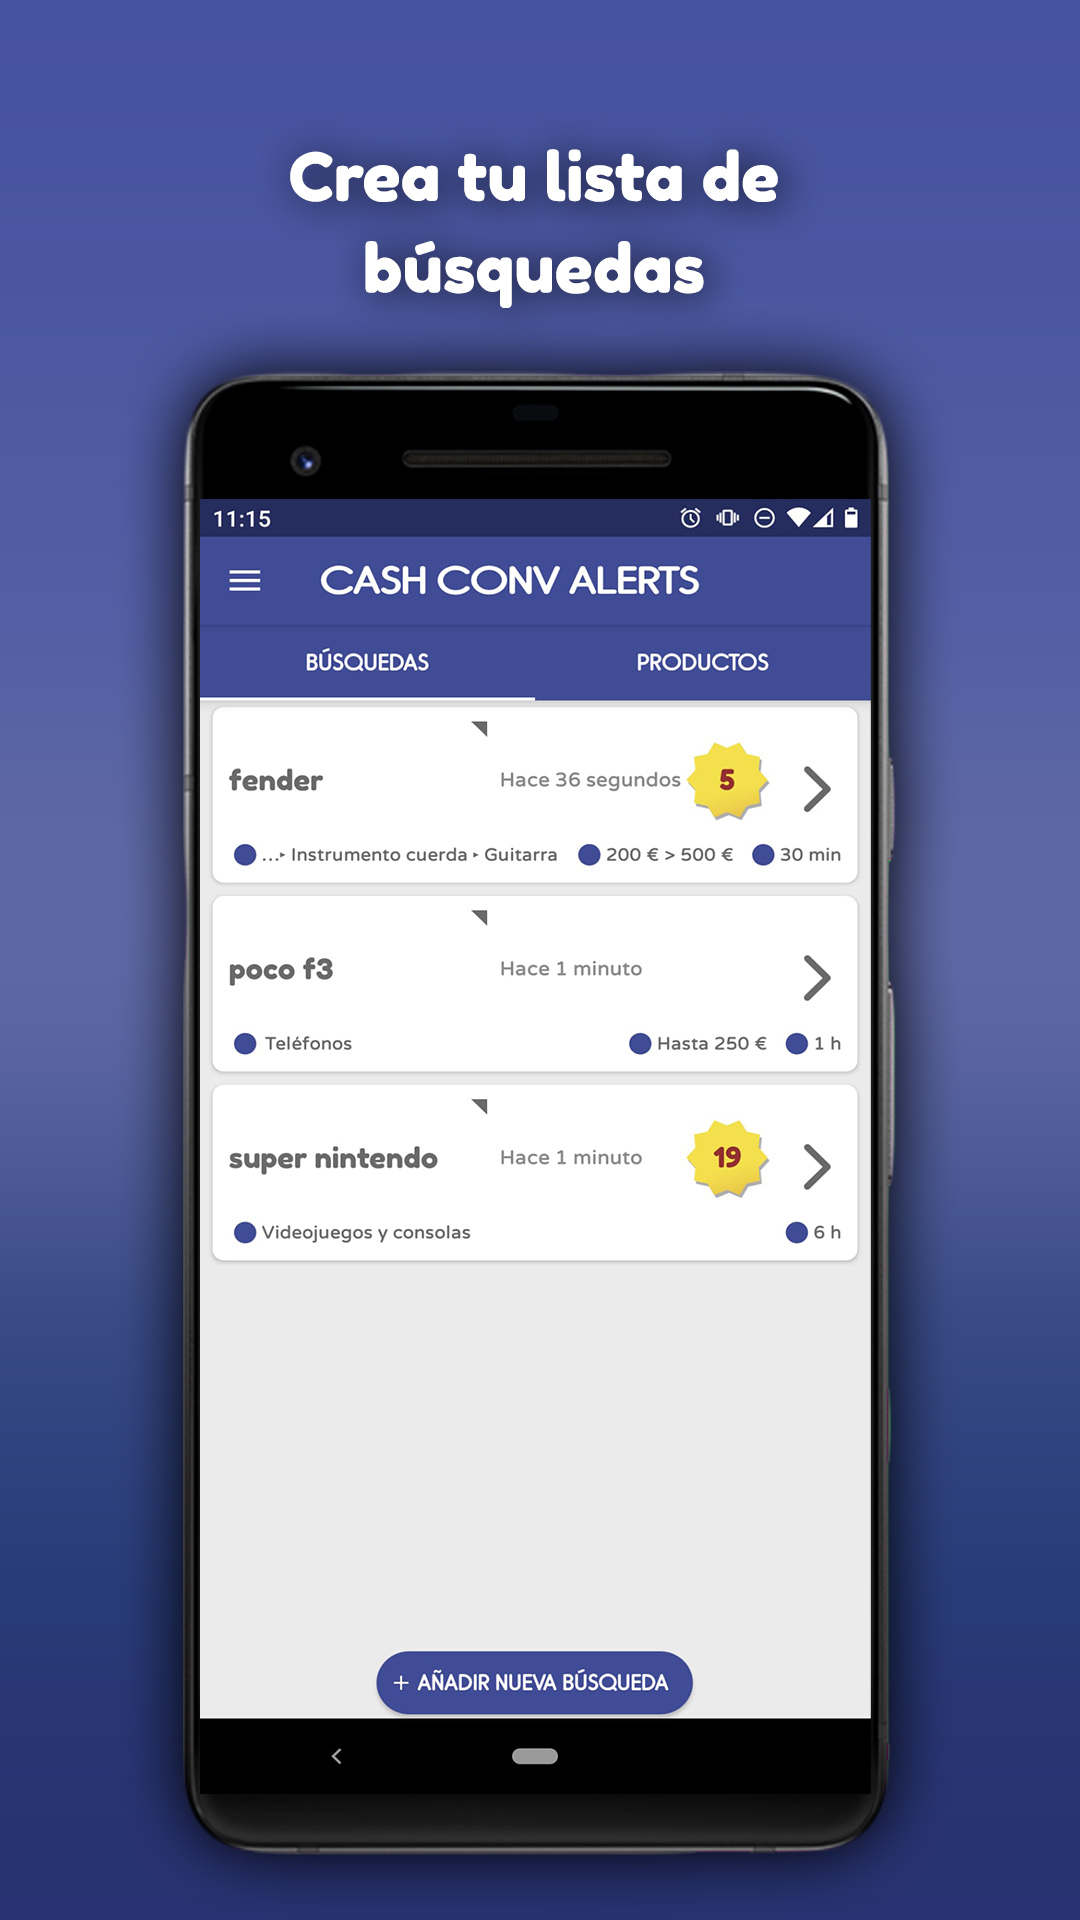 Crea tu lista de
búsquedas
11:15
CASH CONV ALERTS
BÚSQUEDAS PRODUCTOS
fender Hace 36 segundos 5
...‣ Instrumento cuerda ‣ Guitarra 200 € > 500 € 30 min
poco f3 Hace 1 minuto
Teléfonos Hasta 250 € 1 h
super nintendo Hace 1 minuto 19
Videojuegos y consolas 6 h
+ AÑADIR NUEVA BÚSQUEDA